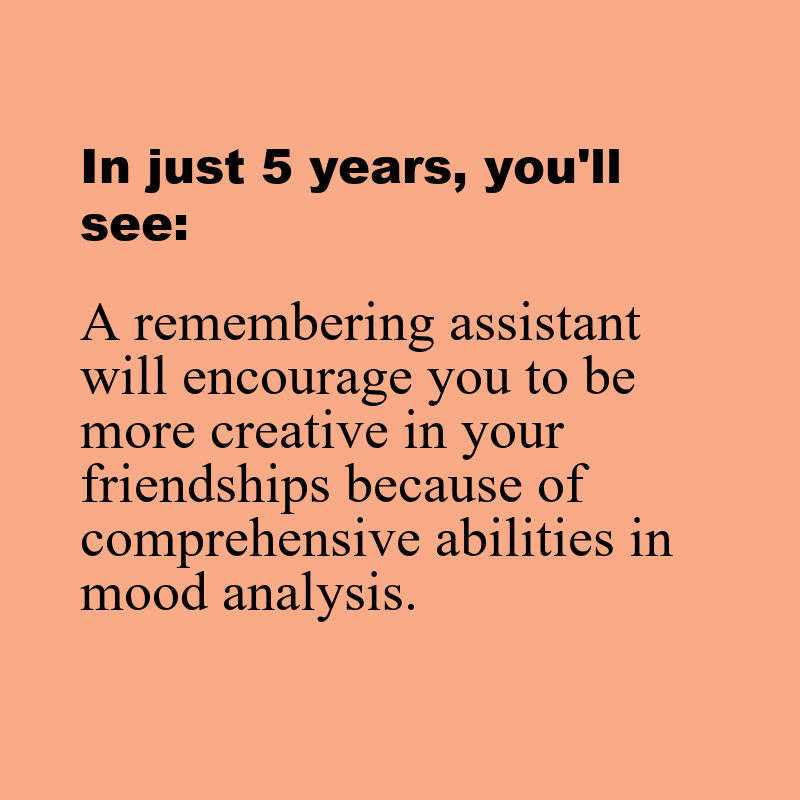 In just 5 years, you'll
see:
A remembering assistant
will encourage you to be
more creative in your
friendships because of
comprehensive abilities in
mood analysis.